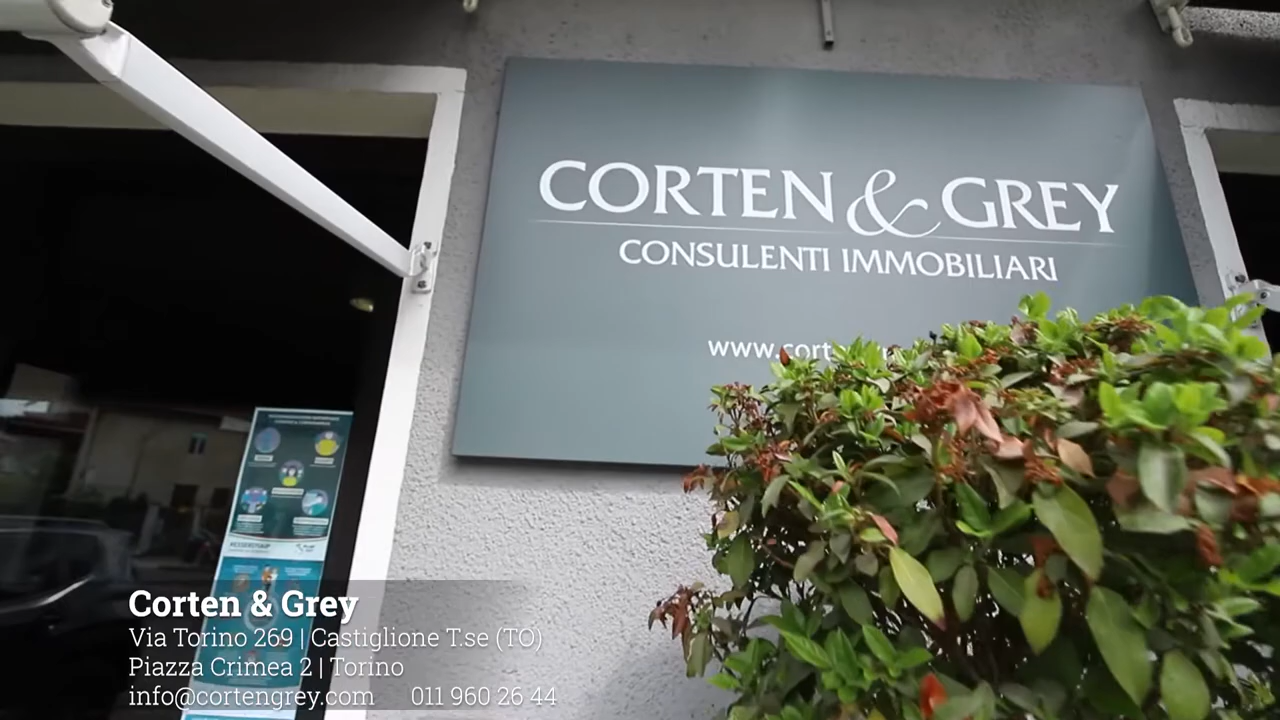 CORTEN & GREY
CONSULENTI IMMOBILIARI
www.corte
Corten & Grey
Via Torino 269 | Castiglione T.se (TO)
Piazza Crimea 2 | Torino
info@cortengrey.com 011 960 26 44